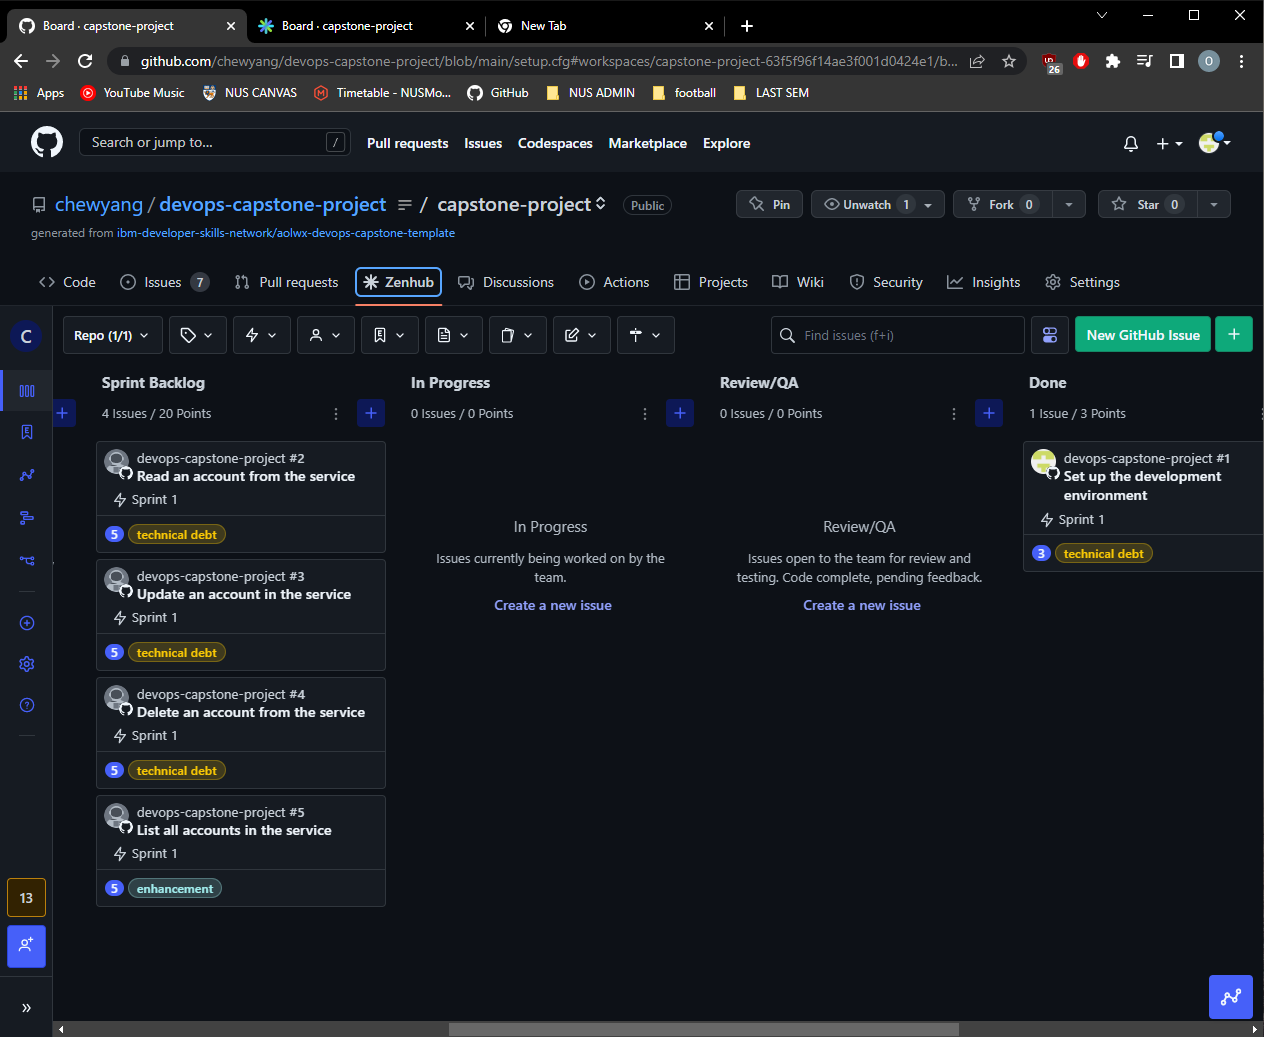 Board · capstone-project
Board · capstone-project
New Tab
github.com/chewyang/devops-capstone-project/blob/main/setup.cfg#workspaces/capstone-project-63f5f96f14ae3f001d0424e1/b...
26
O
Apps
YouTube Music
NUS CANVAS
Timetable - NUSMo...
GitHub
NUS ADMIN
football
LAST SEM
Search or jump to...
/
Pull requests
Issues
Codespaces
Marketplace
Explore
chewyang / devops-capstone-project / capstone-project
Public
Pin
Unwatch 1
Fork 0
Star 0
generated from ibm-developer-skills-network/aolwx-devops-capstone-template
Code
Issues 7
Pull requests
Zenhub
Discussions
Actions
Projects
Wiki
Security
Insights
Settings
C
Repo (1/1)
Find issues (f+i)
New GitHub Issue
Sprint Backlog
4 Issues / 20 Points
devops-capstone-project #2
Read an account from the service
Sprint 1
5 technical debt
devops-capstone-project #3
Update an account in the service
Sprint 1
5 technical debt
devops-capstone-project #4
Delete an account from the service
Sprint 1
5 technical debt
devops-capstone-project #5
List all accounts in the service
Sprint 1
5 enhancement
In Progress
0 Issues / 0 Points
In Progress
Issues currently being worked on by the
team.
Create a new issue
Review/QA
0 Issues / 0 Points
Review/QA
Issues open to the team for review and
testing. Code complete, pending feedback.
Create a new issue
Done
1 Issue / 3 Points
devops-capstone-project #1
Set up the development
environment
Sprint 1
3 technical debt
13